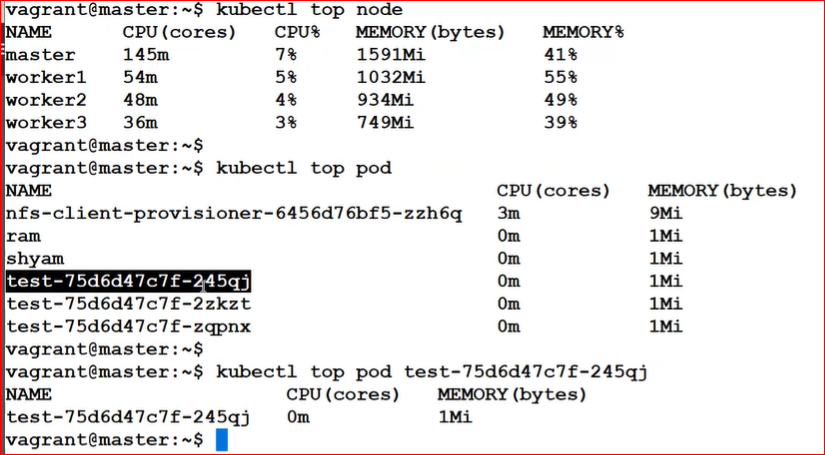 vagrant@master:~$ kubectl top node
NAME CPU(cores) CPU% MEMORY(bytes) MEMORY%
master 145m 7% 1591Mi 41%
worker1 54m 5% 1032Mi 55%
worker2 48m 4% 934Mi 49%
worker3 36m 3% 749Mi 39%
vagrant@master:~$
vagrant@master:~$ kubectl top pod
NAME CPU(cores) MEMORY(bytes)
nfs-client-provisioner-6456d76bf5-zzh6q 3m 9Mi
ram 0m 1Mi
shyam 0m 1Mi
test-75d6d47c7f-245qj 0m 1Mi
test-75d6d47c7f-2zkzt 0m 1Mi
test-75d6d47c7f-zqpnx 0m 1Mi
vagrant@master:~$
vagrant@master:~$ kubectl top pod test-75d6d47c7f-245qj
NAME CPU(cores) MEMORY(bytes)
test-75d6d47c7f-245qj 0m 1Mi
vagrant@master:~$